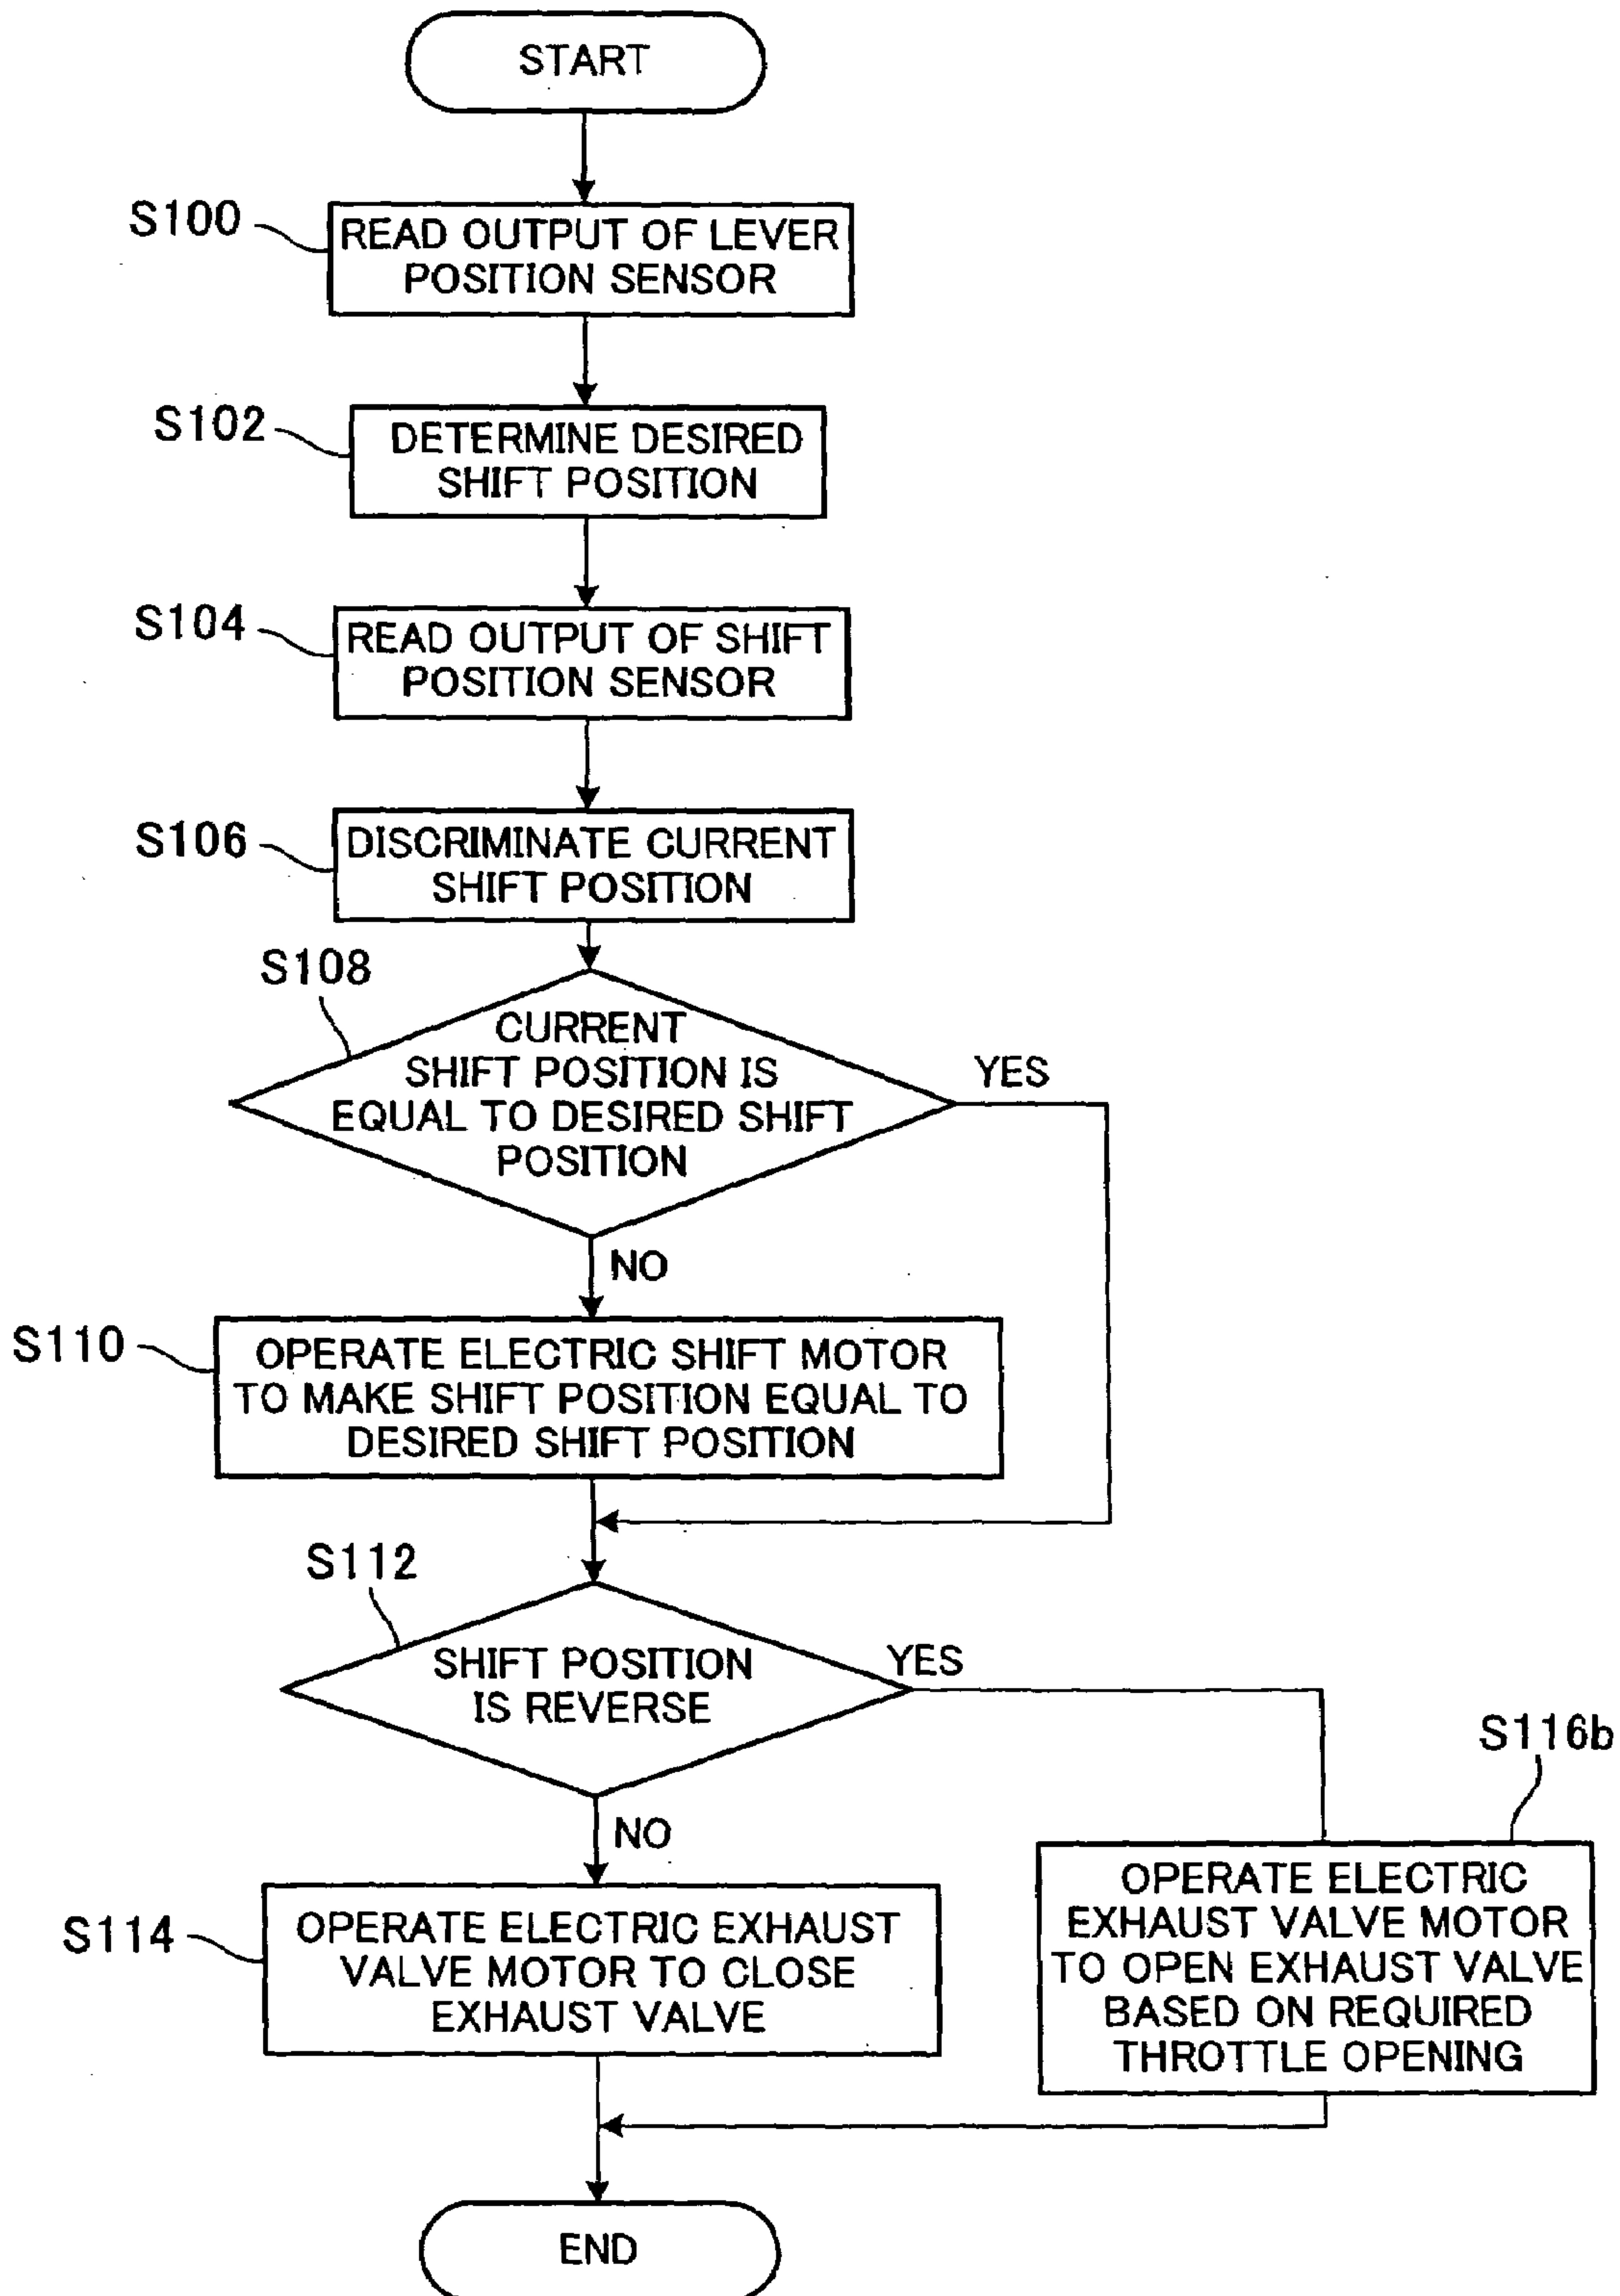 START
S100
READ OUTPUT OF LEVER
POSITION SENSOR
S102
DETERMINE DESIRED
SHIFT POSITION
S104
READ OUTPUT OF SHIFT
POSITION SENSOR
S106
DISCRIMINATE CURRENT
SHIFT POSITION
S108
CURRENT
SHIFT POSITION IS
EQUAL TO DESIRED SHIFT
POSITION
YES
NO
S110
OPERATE ELECTRIC SHIFT MOTOR
TO MAKE SHIFT POSITION EQUAL TO
DESIRED SHIFT POSITION
S112
SHIFT POSITION
IS REVERSE
YES
NO
S114
OPERATE ELECTRIC EXHAUST
VALVE MOTOR TO CLOSE
EXHAUST VALVE
S116b
OPERATE ELECTRIC
EXHAUST VALVE MOTOR
TO OPEN EXHAUST VALVE
BASED ON REQUIRED
THROTTLE OPENING
END